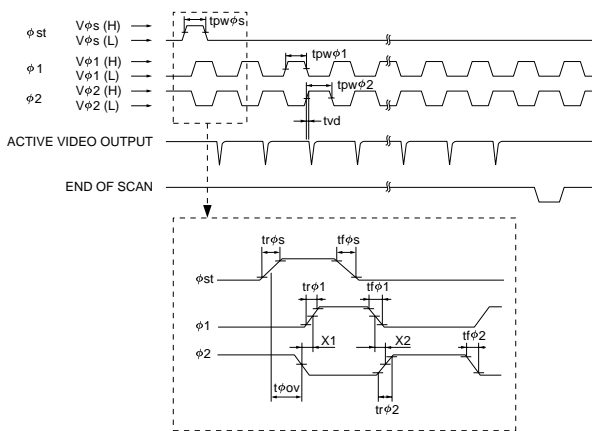 tpwφs
φst
Vφs (H)
Vφs (L)
φ1
Vφ1 (H)
Vφ1 (L)
tpwφ1
φ2
Vφ2 (H)
Vφ2 (L)
tpwφ2
tvd
ACTIVE VIDEO OUTPUT
END OF SCAN
trφs
tfφs
φst
trφ1
tfφ1
φ1
X1
X2
tfφ2
φ2
tφov
trφ2